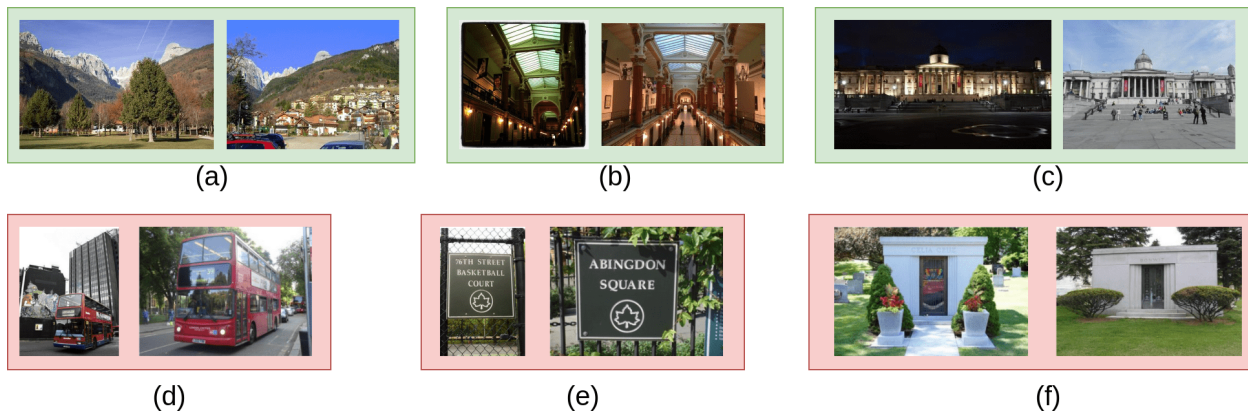 (a)
(b)
(c)
76TH STREET
BASKETBALL
COURT
ABINGDON
SQUARE
(d)
(e)
(f)